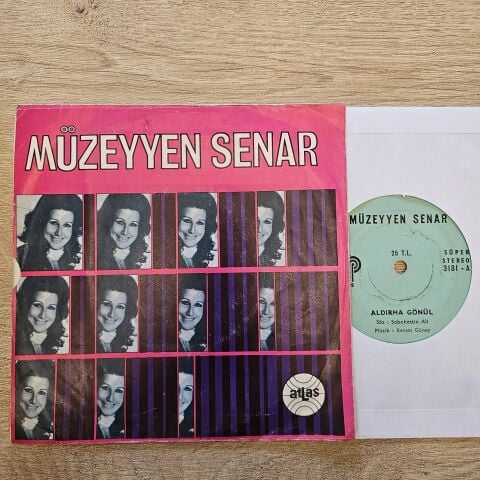 MÜZEYYEN SENAR
atlas
MÜZEYYEN SENAR
25 T.L.
SÜPER
STEREO
3181 - A
ALDIRMA GÖNÜL
Söz : Sabahattin Ali
Müzik : Kerem Güney